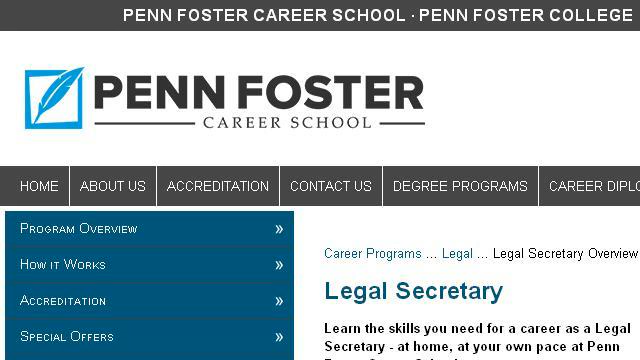 PENN FOSTER CAREER SCHOOL · PENN FOSTER COLLEGE
PENN FOSTER
CAREER SCHOOL
HOME ABOUT US ACCREDITATION CONTACT US DEGREE PROGRAMS CAREER DIPLO
Program Overview »
How it Works »
Accreditation »
Special Offers »
Career Programs ... Legal ... Legal Secretary Overview
Legal Secretary
Learn the skills you need for a career as a Legal
Secretary - at home, at your own pace at Penn